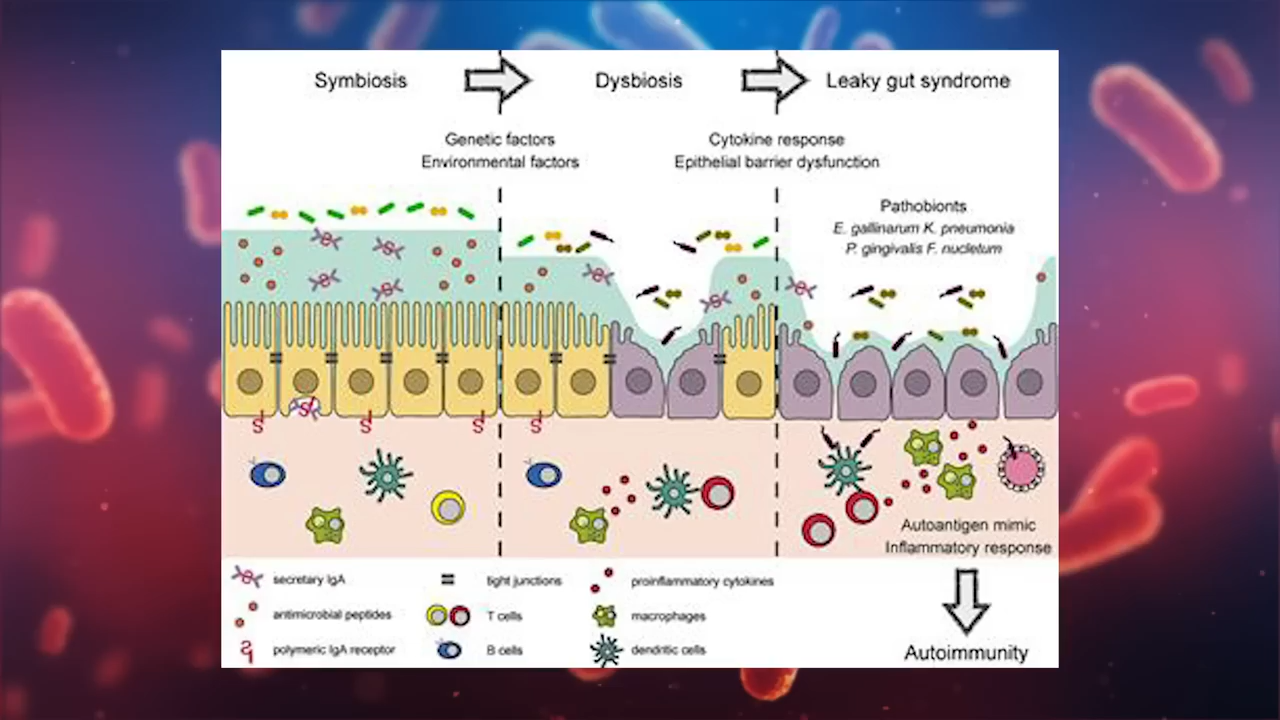 Symbiosis
Dysbiosis
Leaky gut syndrome
Genetic factors
Environmental factors
Cytokine response
Epithelial barrier dysfunction
Pathobionts
E. gallinarum K. pneumonia
P. gingivalis F. nucletum
Autoantigen mimic
Inflammatory response
secretary IgA
tight junctions
proinflammatory cytokines
antimicrobial peptides
T cells
macrophages
polymeric IgA receptor
B cells
dendritic cells
Autoimmunity